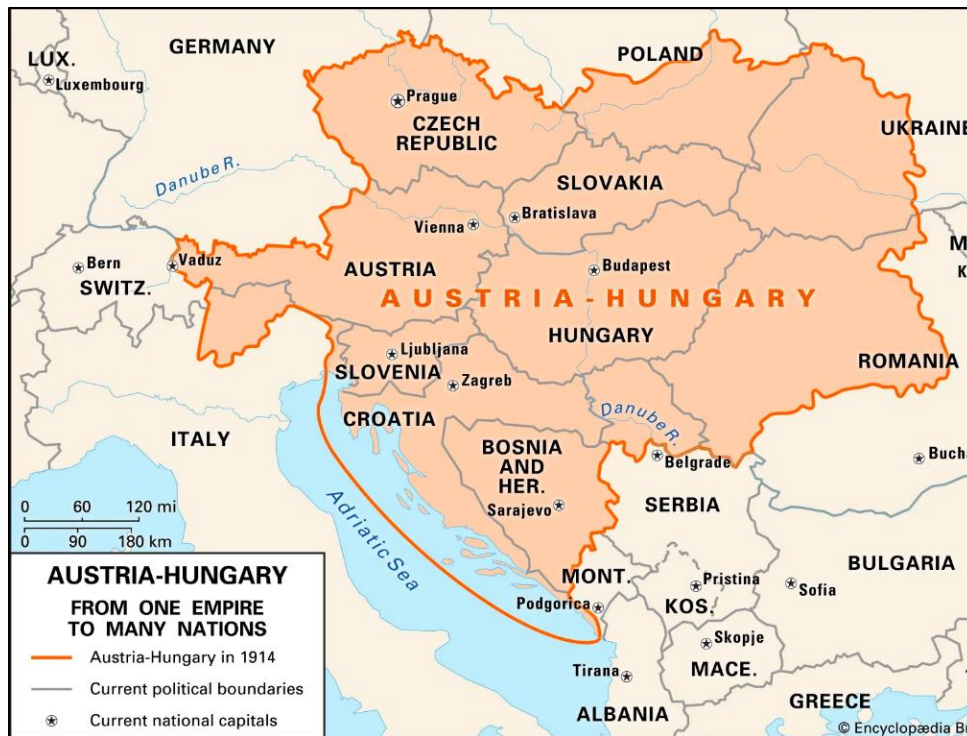 GERMANY
POLAND
LUX.
Luxembourg
Prague
CZECH
REPUBLIC
UKRAINE
Danube R.
SLOVAKIA
Bratislava
Vienna
M
K
Bern
Vaduz
SWITZ.
AUSTRIA
Budapest
AUSTRIA-HUNGARY
HUNGARY
ROMANIA
Ljubljana
SLOVENIA
Zagreb
CROATIA
ITALY
Danube R.
BOSNIA
AND
HER.
Belgrade
Bucha
Sarajevo
SERBIA
0 60 120 mi
0 90 180 km
Adriatic Sea
MONT.
Podgorica
Pristina
KOS.
BULGARIA
Sofia
Skopje
MACE.
Tirana
ALBANIA
GREECE
AUSTRIA-HUNGARY
FROM ONE EMPIRE
TO MANY NATIONS
Austria-Hungary in 1914
Current political boundaries
Current national capitals
© Encyclopædia B